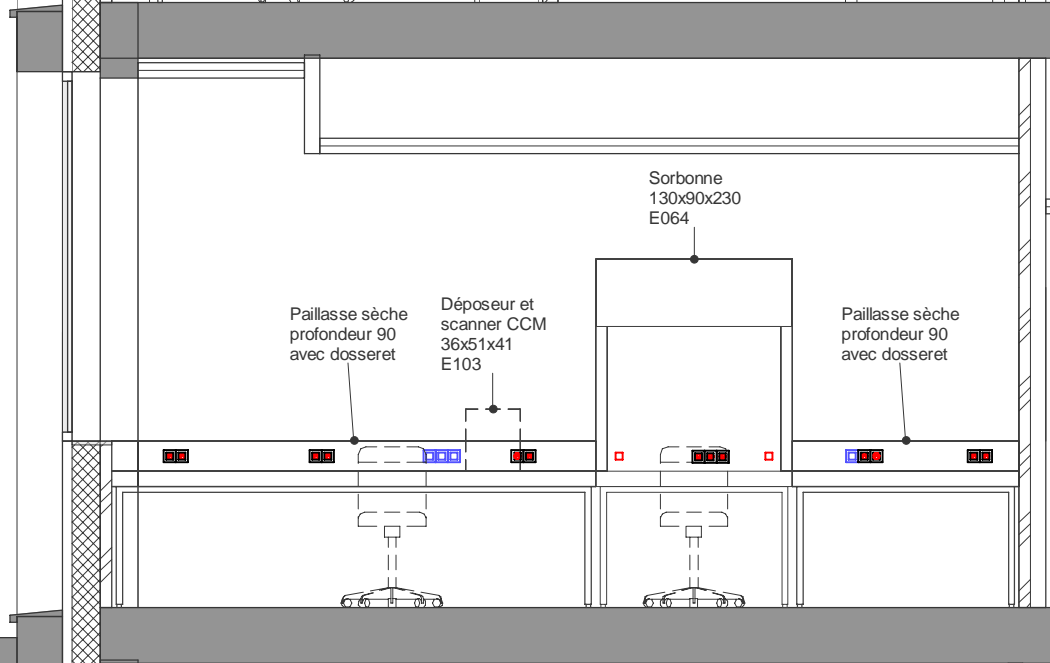 Sorbonne
130x90x230
E064
Paillasse sèche
profondeur 90
avec dosseret
Déposeur et
scanner CCM
36x51x41
E103
Paillasse sèche
profondeur 90
avec dosseret